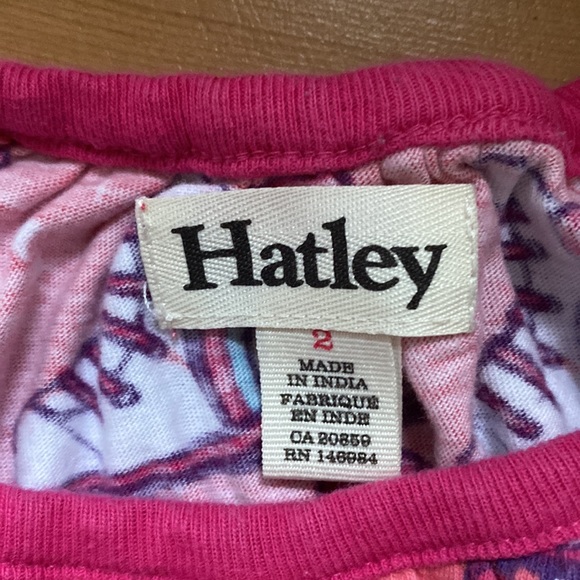 Hatley
2
MADE
IN INDIA
FABRIQUÉ
EN INDE
CA 20859
RN 146984